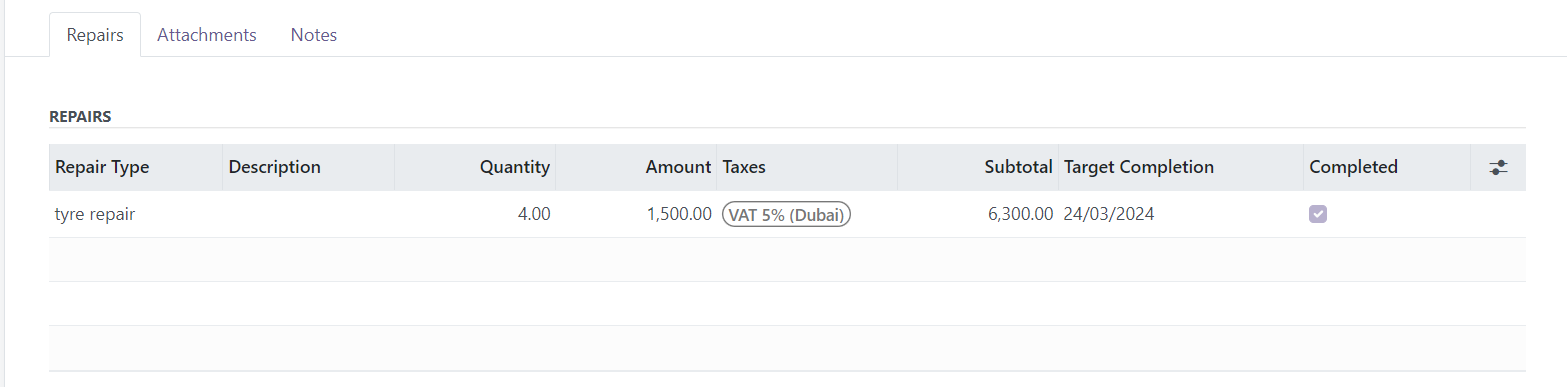 Repairs Attachments Notes
REPAIRS
Repair Type Description Quantity Amount Taxes Subtotal Target Completion Completed
tyre repair 4.00 1,500.00 VAT 5% (Dubai) 6,300.00 24/03/2024